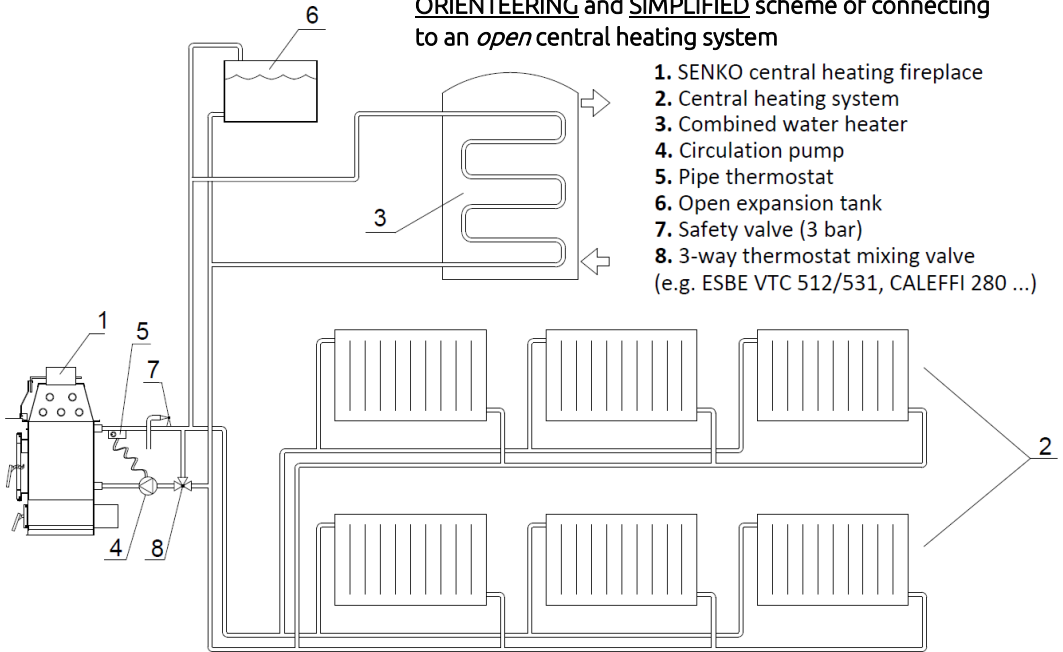 ORIENTEERING and SIMPLIFIED scheme of connecting
to an open central heating system
6
1. SENKO central heating fireplace
2. Central heating system
3. Combined water heater
4. Circulation pump
5. Pipe thermostat
6. Open expansion tank
7. Safety valve (3 bar)
8. 3-way thermostat mixing valve
(e.g. ESBE VTC 512/531, CALEFFI 280 ...)
3
1
5
7
2
4
8